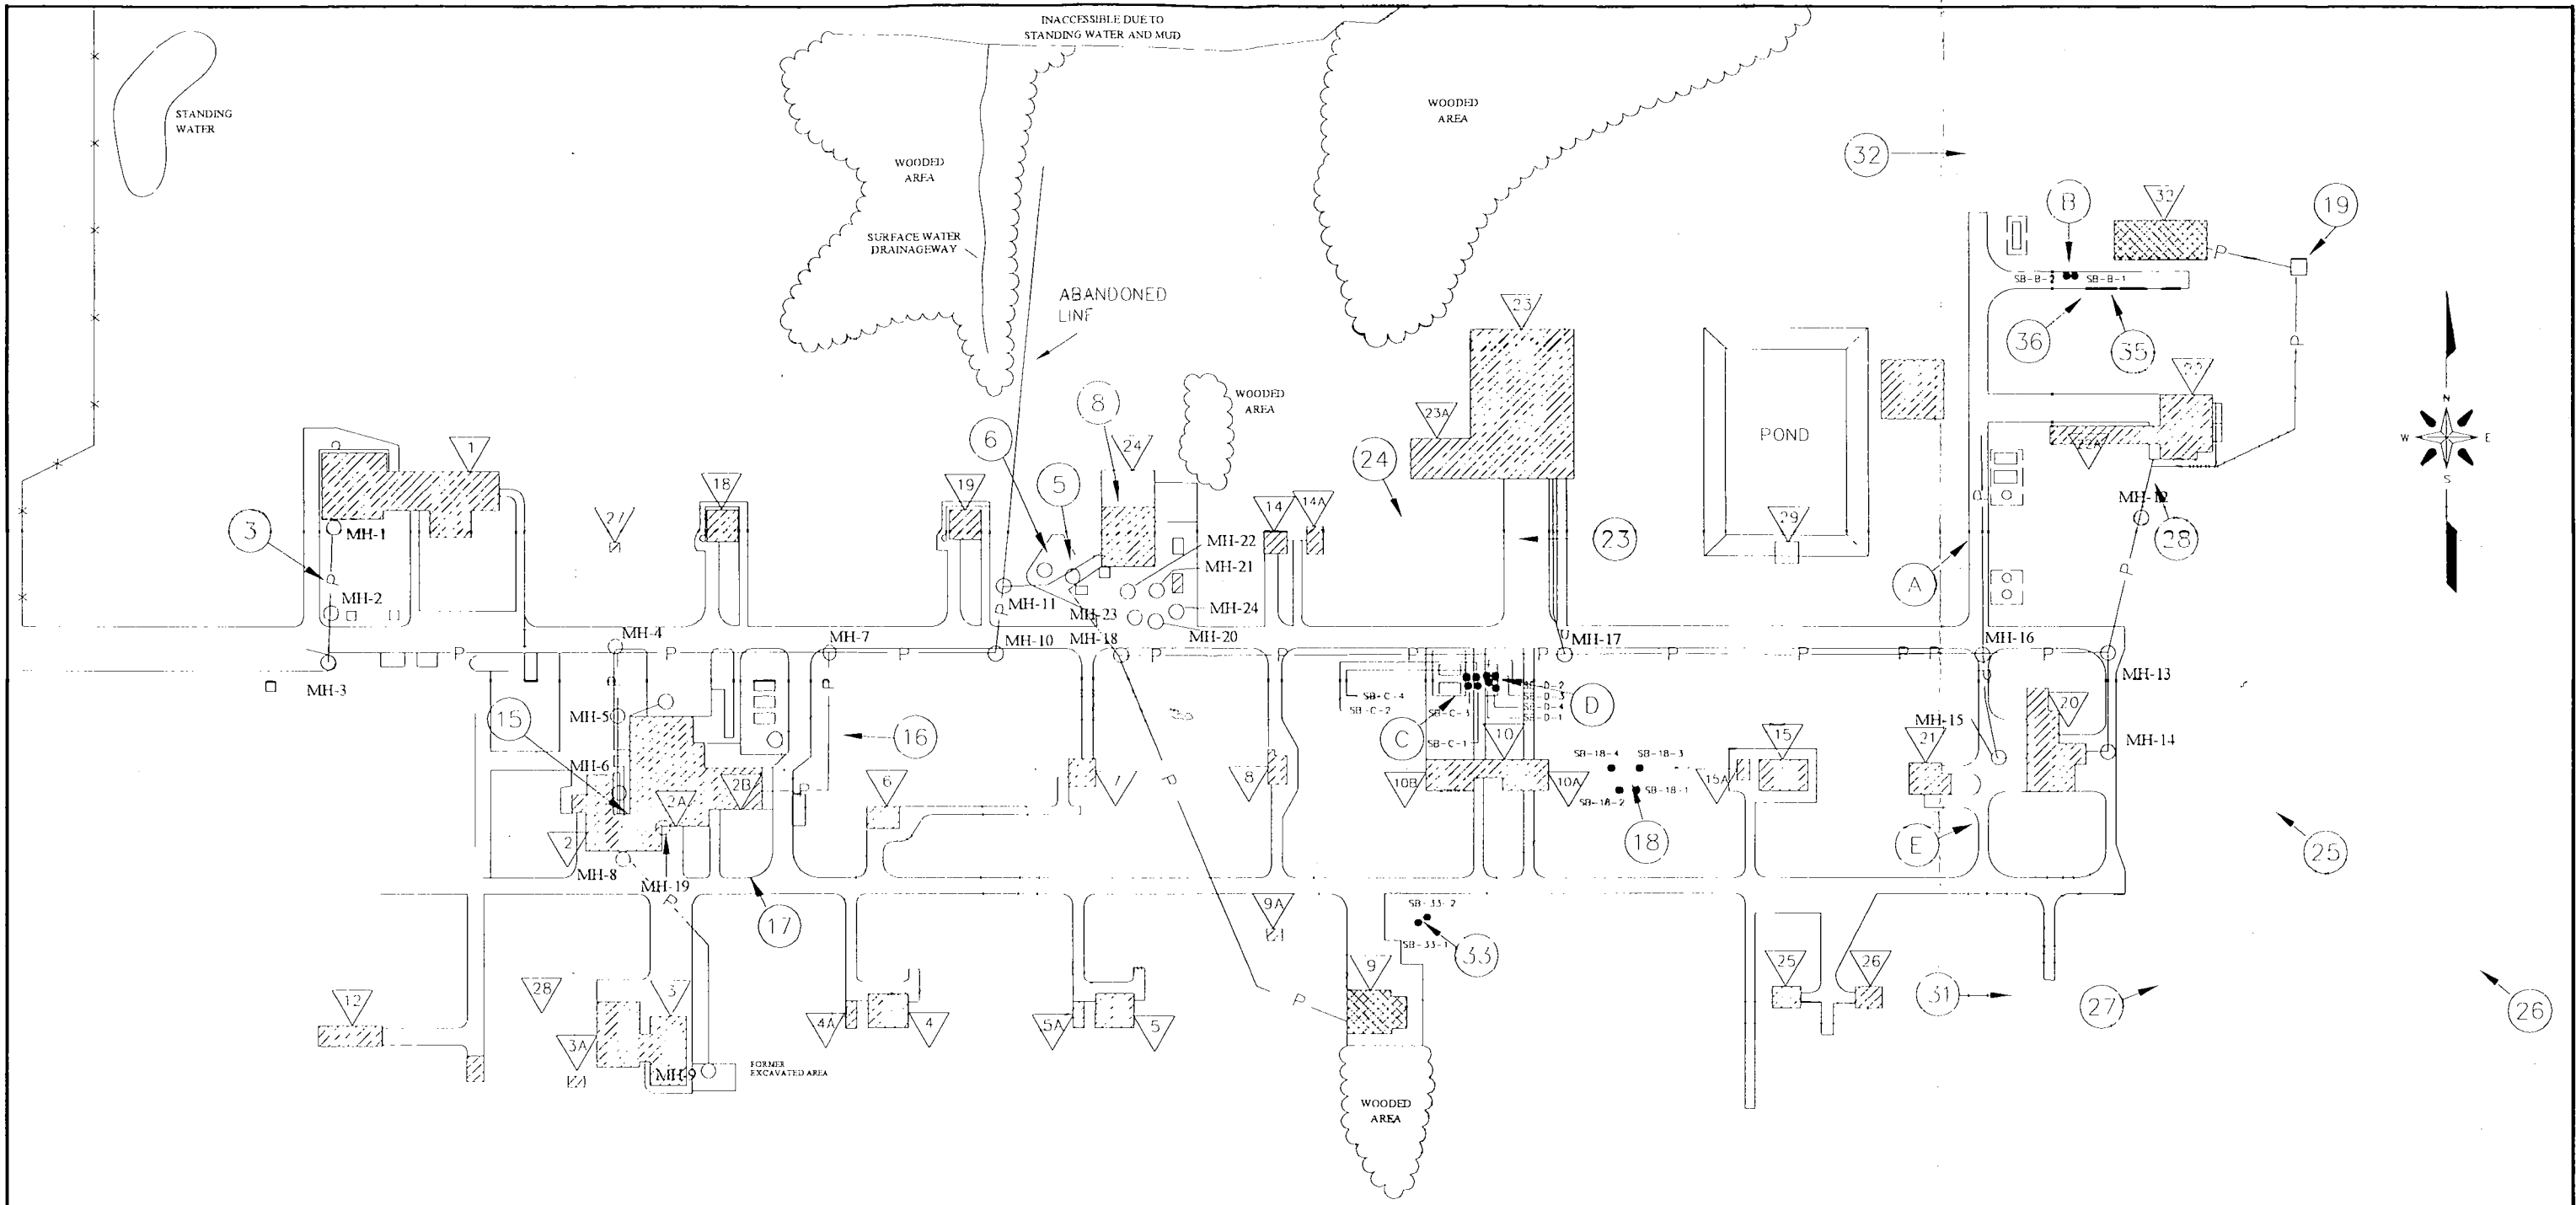 INACCESSIBLE DUE TO
STANDING WATER AND MUD
STANDING
WATER
WOODED
AREA
WOODED
AREA
SURFACE WATER
DRAINAGEWAY
32
B
32
19
P
SB-B-2
SB-B-1
36
35
P
ABANDONED
LINE
23
POND
N
W
E
S
WOODED
AREA
8
6
23A
24
22A
1
24
5
18
19
14
14A
MH-12
3
MH-1
27
MH-22
23
29
28
MH-21
A
P
P
MH-2
MH-11
MH-23
MH-24
MH-20
P
MH-4
MH-7
MH-10
MH-18
MH-17
MH-16
P
P
P
P
P
P
P
P
P
P
P
P
MH-3
MH-13
P
P
SB-C-4
SB-C-2
SB-D-2
SB-D-3
SB-D-4
SB-D-1
SB-C-3
SB-C-1
D
C
15
MH-5
16
20
MH-15
MH-14
10
15
21
SB-18-4
SB-18-3
MH-6
2B
2A
6
P
7
P
8
10B
10A
15A
SB-18-2
SB-18-1
18
E
25
2
MH-8
MH-19
P
17
9A
SB-33-2
SB-33-1
33
12
28
3
9
25
26
31
27
26
P
4A
4
5A
5
3A
MH-9
FORMER
EXCAVATED AREA
WOODED
AREA